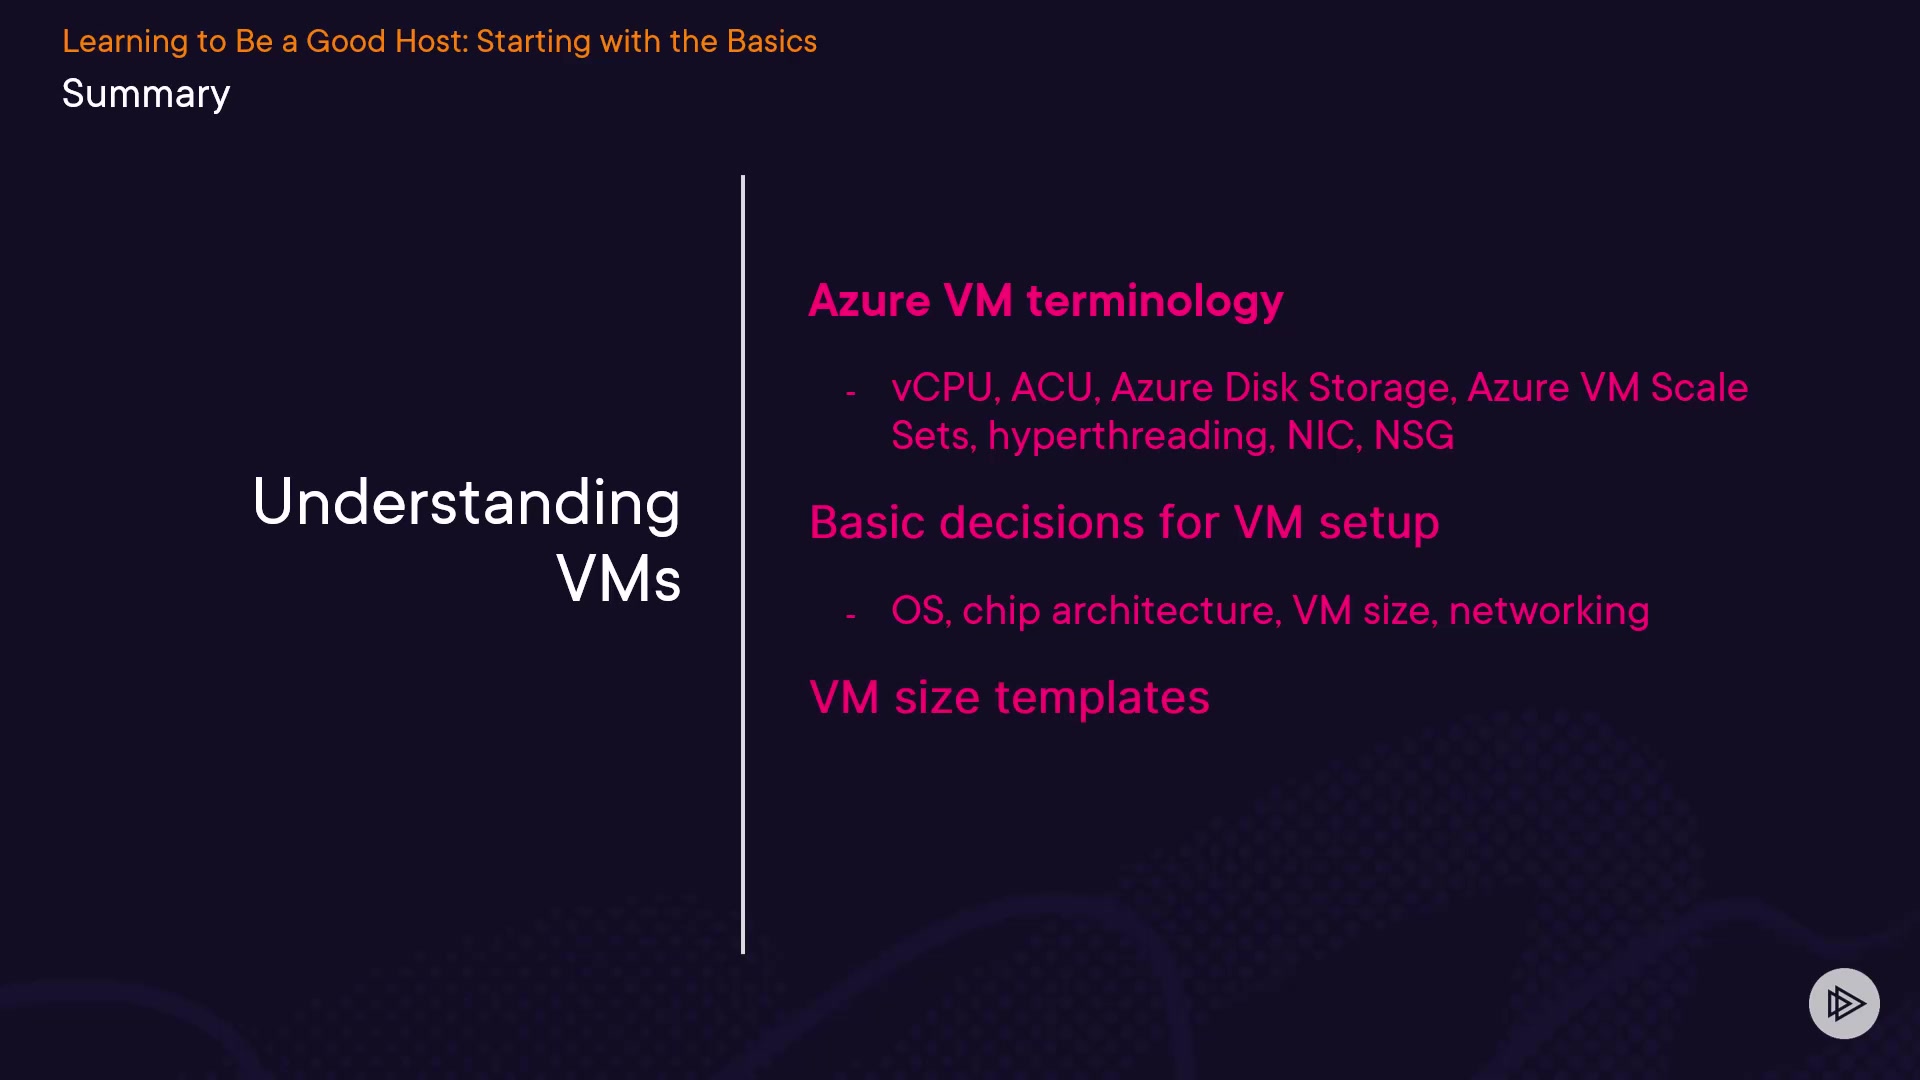 Learning to Be a Good Host: Starting with the Basics
Summary
Understanding
VMs
Azure VM terminology
- vCPU, ACU, Azure Disk Storage, Azure VM Scale
Sets, hyperthreading, NIC, NSG
Basic decisions for VM setup
- OS, chip architecture, VM size, networking
VM size templates